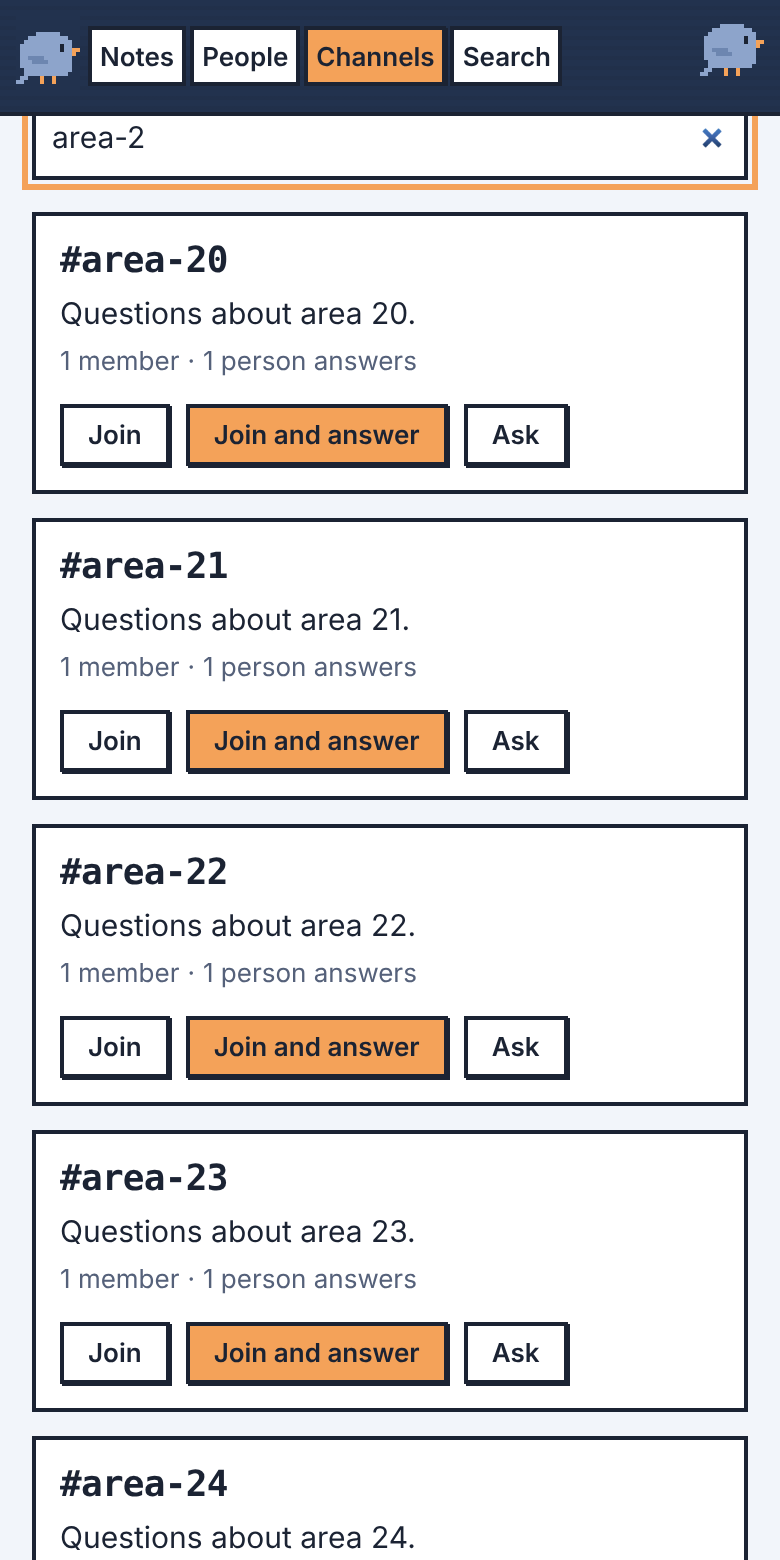 Notes People Channels Search
area-2 ×
#area-20
Questions about area 20.
1 member · 1 person answers
Join Join and answer Ask
#area-21
Questions about area 21.
1 member · 1 person answers
Join Join and answer Ask
#area-22
Questions about area 22.
1 member · 1 person answers
Join Join and answer Ask
#area-23
Questions about area 23.
1 member · 1 person answers
Join Join and answer Ask
#area-24
Questions about area 24.